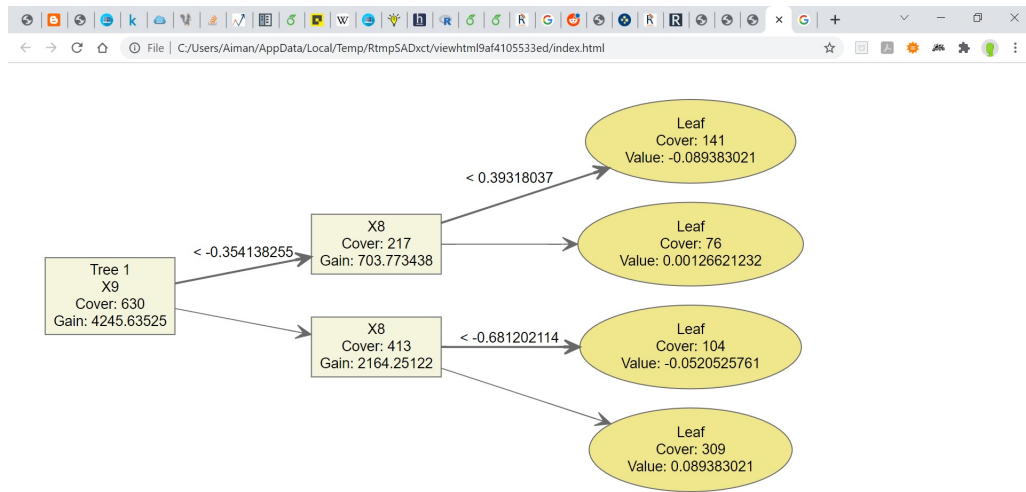 File | C:/Users/Aiman/AppData/Local/Temp/RtmpSADxct/viewhtml9af4105533ed/index.html
Tree 1
X9
Cover: 630
Gain: 4245.63525
< -0.354138255
X8
Cover: 217
Gain: 703.773438
X8
Cover: 413
Gain: 2164.25122
< 0.39318037
< -0.681202114
Leaf
Cover: 141
Value: -0.089383021
Leaf
Cover: 76
Value: 0.00126621232
Leaf
Cover: 104
Value: -0.0520525761
Leaf
Cover: 309
Value: 0.089383021